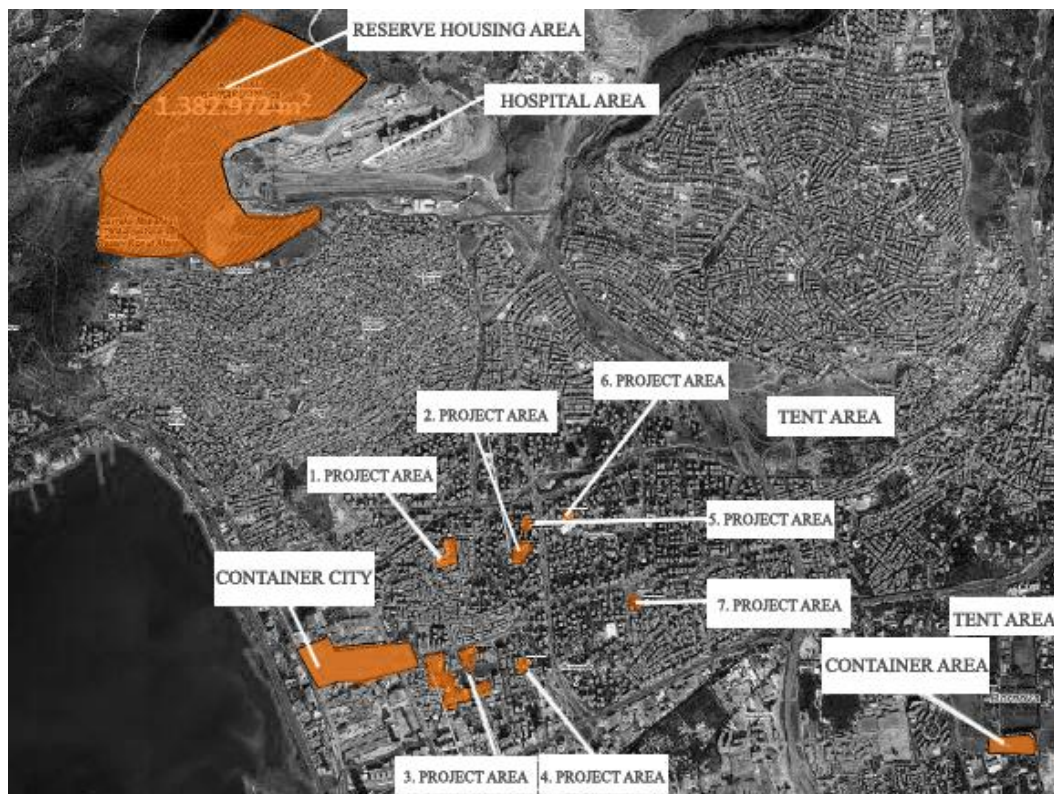 RESERVE HOUSING AREA
1.382.972 m²
HOSPITAL AREA
6. PROJECT AREA
2. PROJECT AREA
TENT AREA
1. PROJECT AREA
5. PROJECT AREA
CONTAINER CITY
7. PROJECT AREA
TENT AREA
CONTAINER AREA
3. PROJECT AREA
4. PROJECT AREA